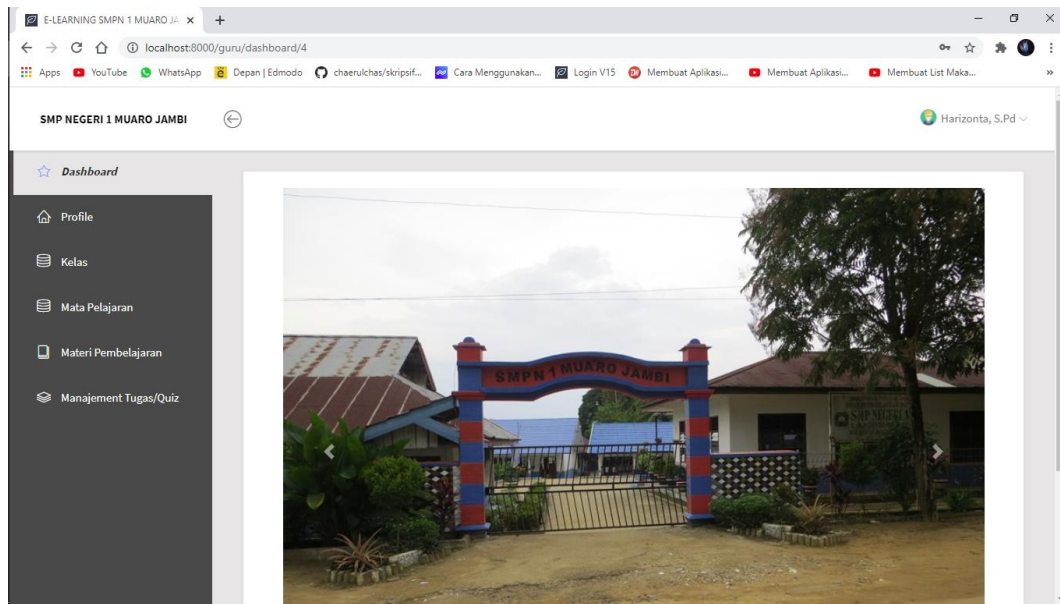 E-LEARNING SMPN 1 MUARO JA
localhost:8000/guru/dashboard/4
Apps YouTube WhatsApp Depan | Edmodo chaerulchas/skripsif... Cara Menggunakan... Login V15 Membuat Aplikasi... Membuat Aplikasi... Membuat List Maka... »
SMP NEGERI 1 MUARO JAMBI Harizonta, S.Pd
Dashboard
Profile
Kelas
Mata Pelajaran
Materi Pembelajaran
Manajement Tugas/Quiz
SMPN 1 MUARO JAMBI